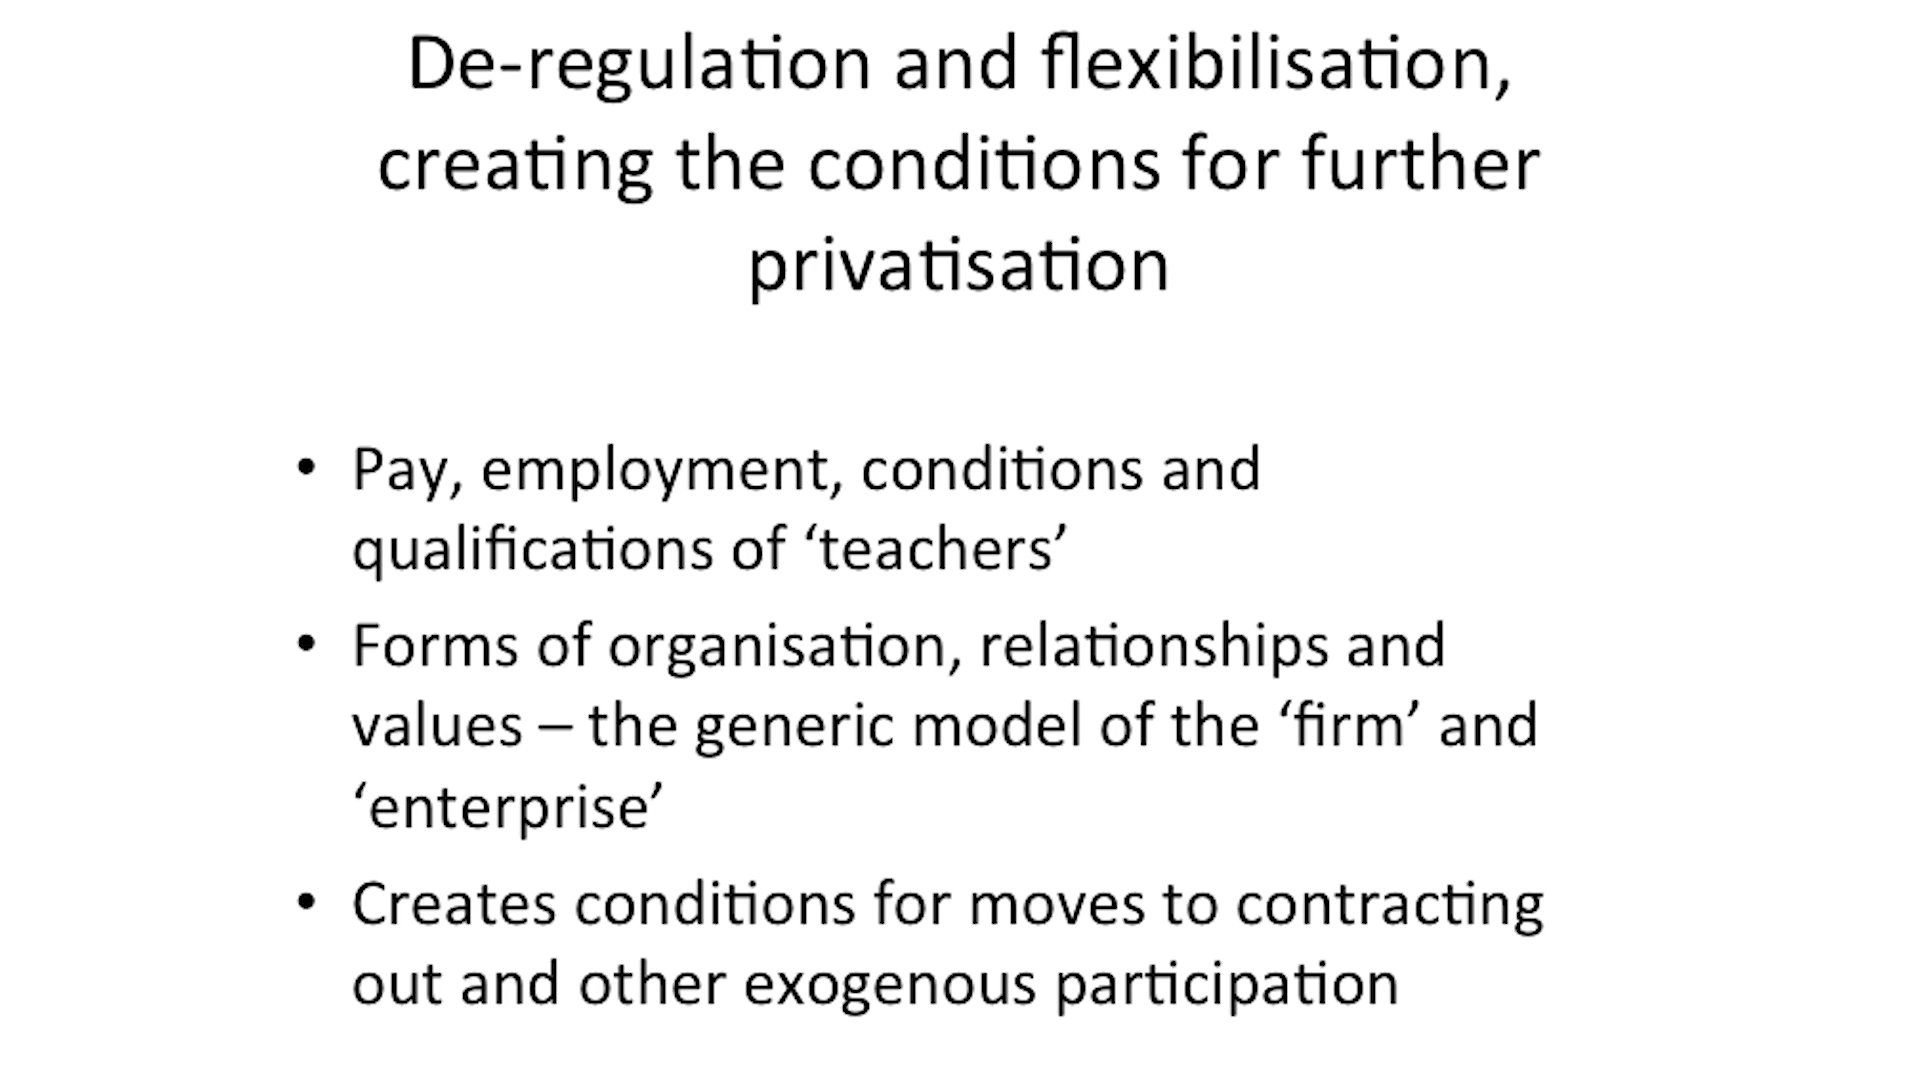 De-regulation and flexibilisation,
creating the conditions for further
privatisation
• Pay, employment, conditions and
qualifications of ‘teachers’
• Forms of organisation, relationships and
values – the generic model of the ‘firm’ and
‘enterprise’
• Creates conditions for moves to contracting
out and other exogenous participation